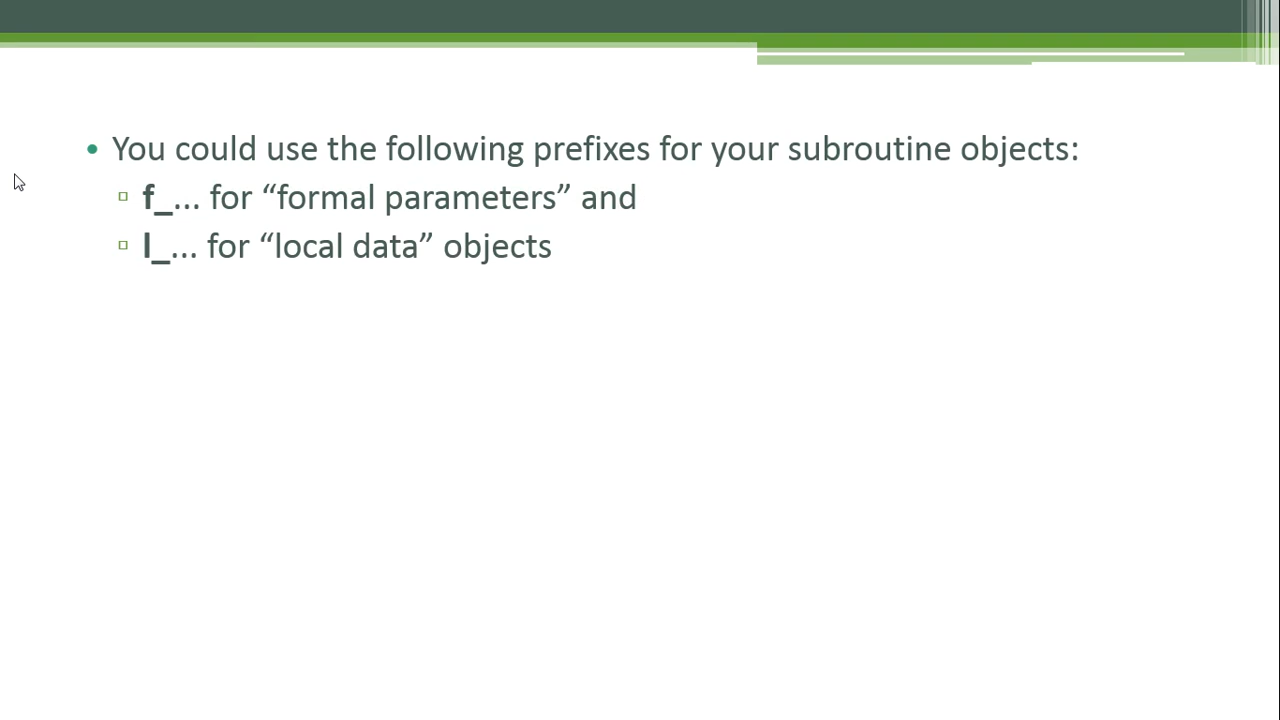 • You could use the following prefixes for your subroutine objects:
▫ f_... for “formal parameters” and
▫ l_... for “local data” objects